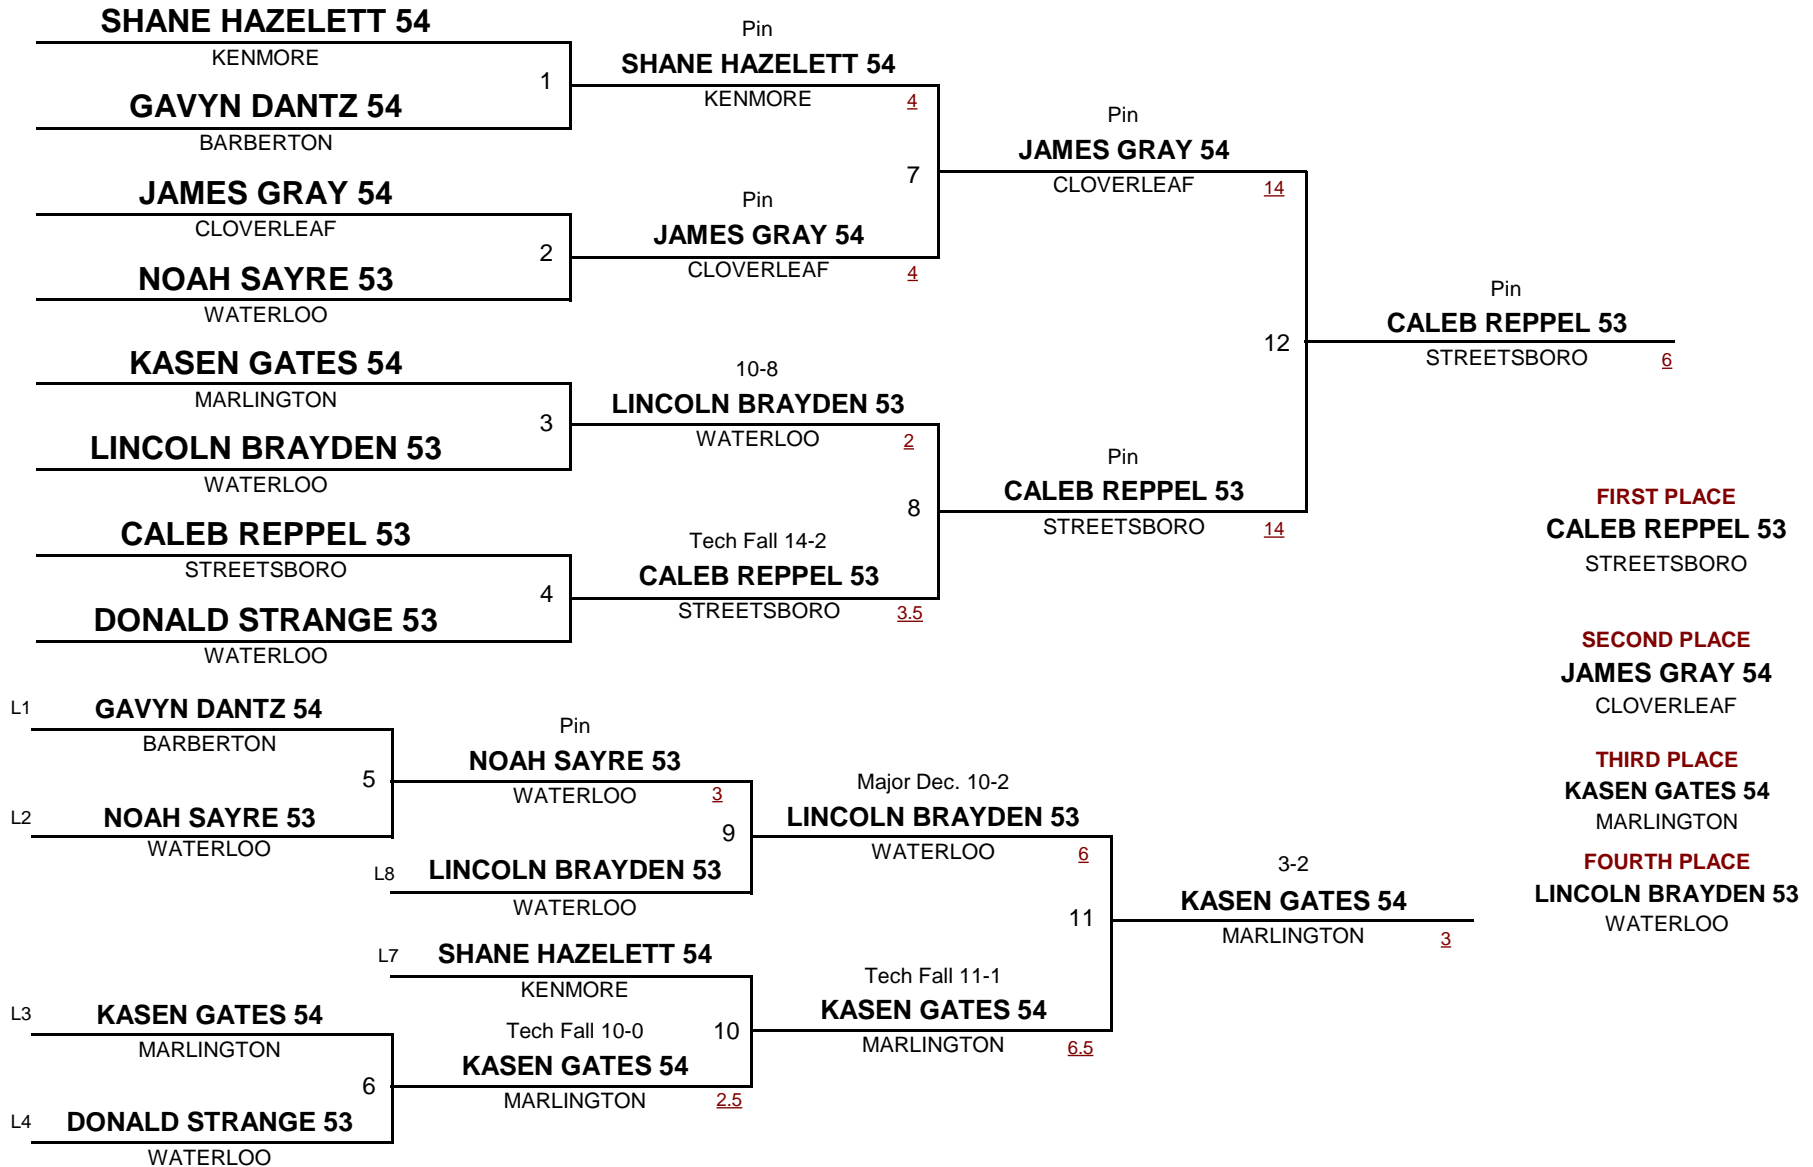 SHANE HAZELETT 54
KENMORE
1
GAVYN DANTZ 54
BARBERTON
Pin
SHANE HAZELETT 54
KENMORE
4
JAMES GRAY 54
CLOVERLEAF
2
NOAH SAYRE 53
WATERLOO
Pin
JAMES GRAY 54
CLOVERLEAF
4
7
Pin
JAMES GRAY 54
CLOVERLEAF
14
KASEN GATES 54
MARLINGTON
3
LINCOLN BRAYDEN 53
WATERLOO
10-8
LINCOLN BRAYDEN 53
WATERLOO
2
CALEB REPPEL 53
STREETSBORO
4
DONALD STRANGE 53
WATERLOO
Tech Fall 14-2
CALEB REPPEL 53
STREETSBORO
3.5
8
Pin
CALEB REPPEL 53
STREETSBORO
14
12
Pin
CALEB REPPEL 53
STREETSBORO
6
FIRST PLACE
CALEB REPPEL 53
STREETSBORO
SECOND PLACE
JAMES GRAY 54
CLOVERLEAF
THIRD PLACE
KASEN GATES 54
MARLINGTON
FOURTH PLACE
LINCOLN BRAYDEN 53
WATERLOO
L1
GAVYN DANTZ 54
BARBERTON
5
L2
NOAH SAYRE 53
WATERLOO
Pin
NOAH SAYRE 53
WATERLOO
3
9
L8
LINCOLN BRAYDEN 53
WATERLOO
Major Dec. 10-2
LINCOLN BRAYDEN 53
WATERLOO
6
L7
SHANE HAZELETT 54
KENMORE
L3
KASEN GATES 54
MARLINGTON
6
L4
DONALD STRANGE 53
WATERLOO
Tech Fall 10-0
KASEN GATES 54
MARLINGTON
2.5
10
Tech Fall 11-1
KASEN GATES 54
MARLINGTON
6.5
11
3-2
KASEN GATES 54
MARLINGTON
3